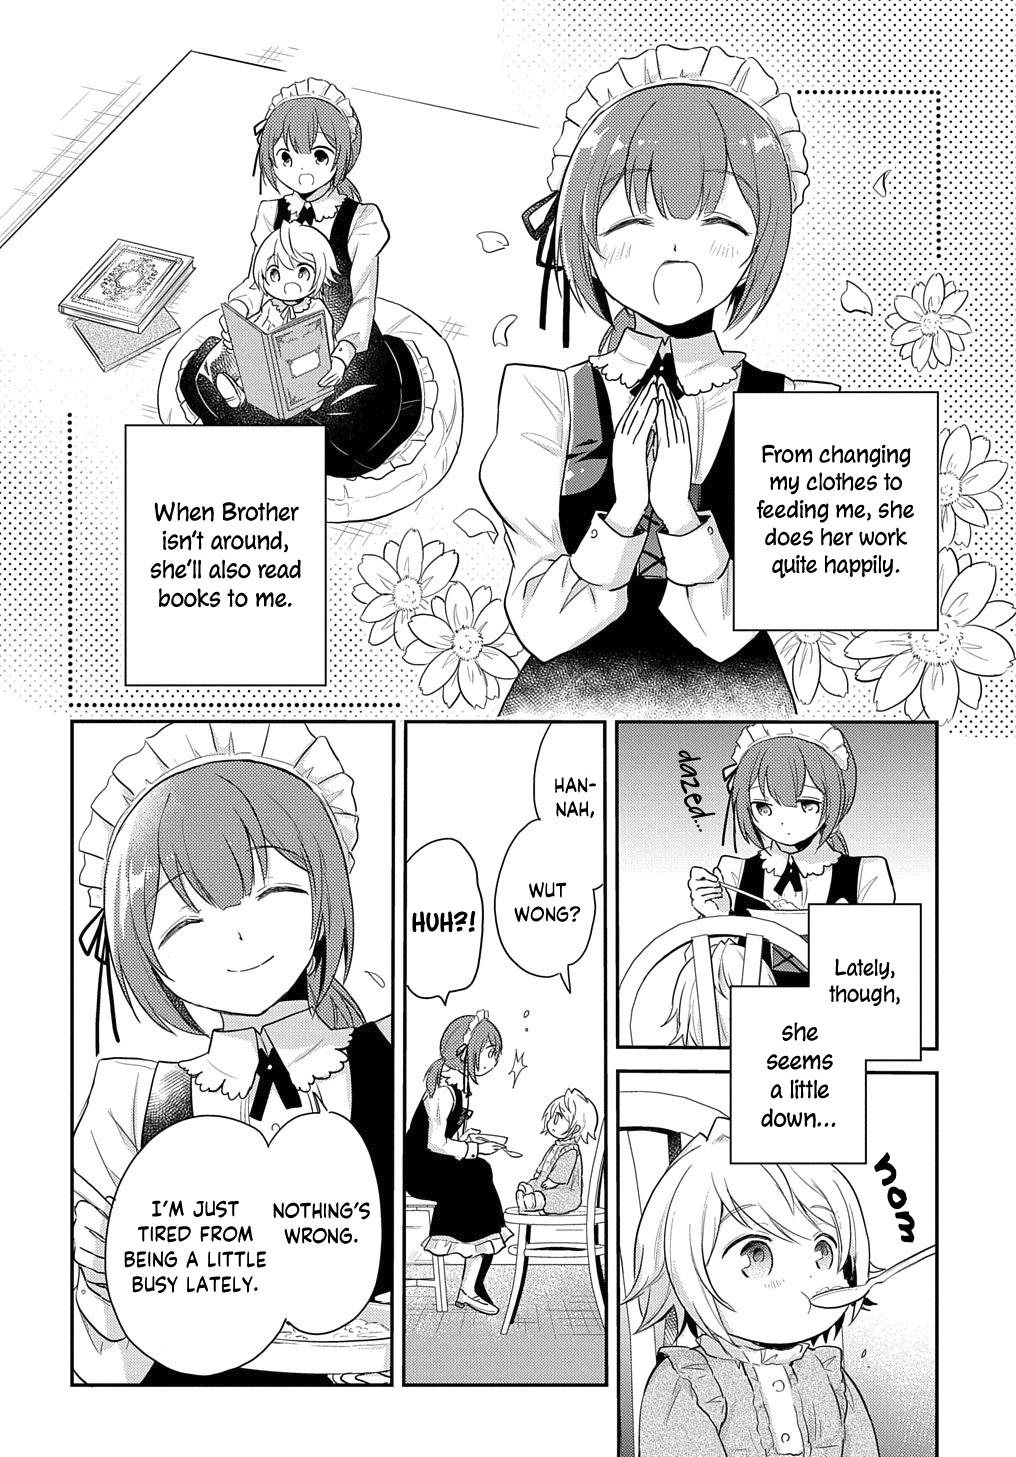 From changing
my clothes to
feeding me, she
does her work
quite happily.
When Brother
isn't around,
she'll also read
books to me.
dazed...
Lately,
though,
she
seems
a little
down...
nom
HAN-
NAH,
WUT
WONG?
HUH?!
NOTHING'S
WRONG.
I'M JUST
TIRED FROM
BEING A LITTLE
BUSY LATELY.